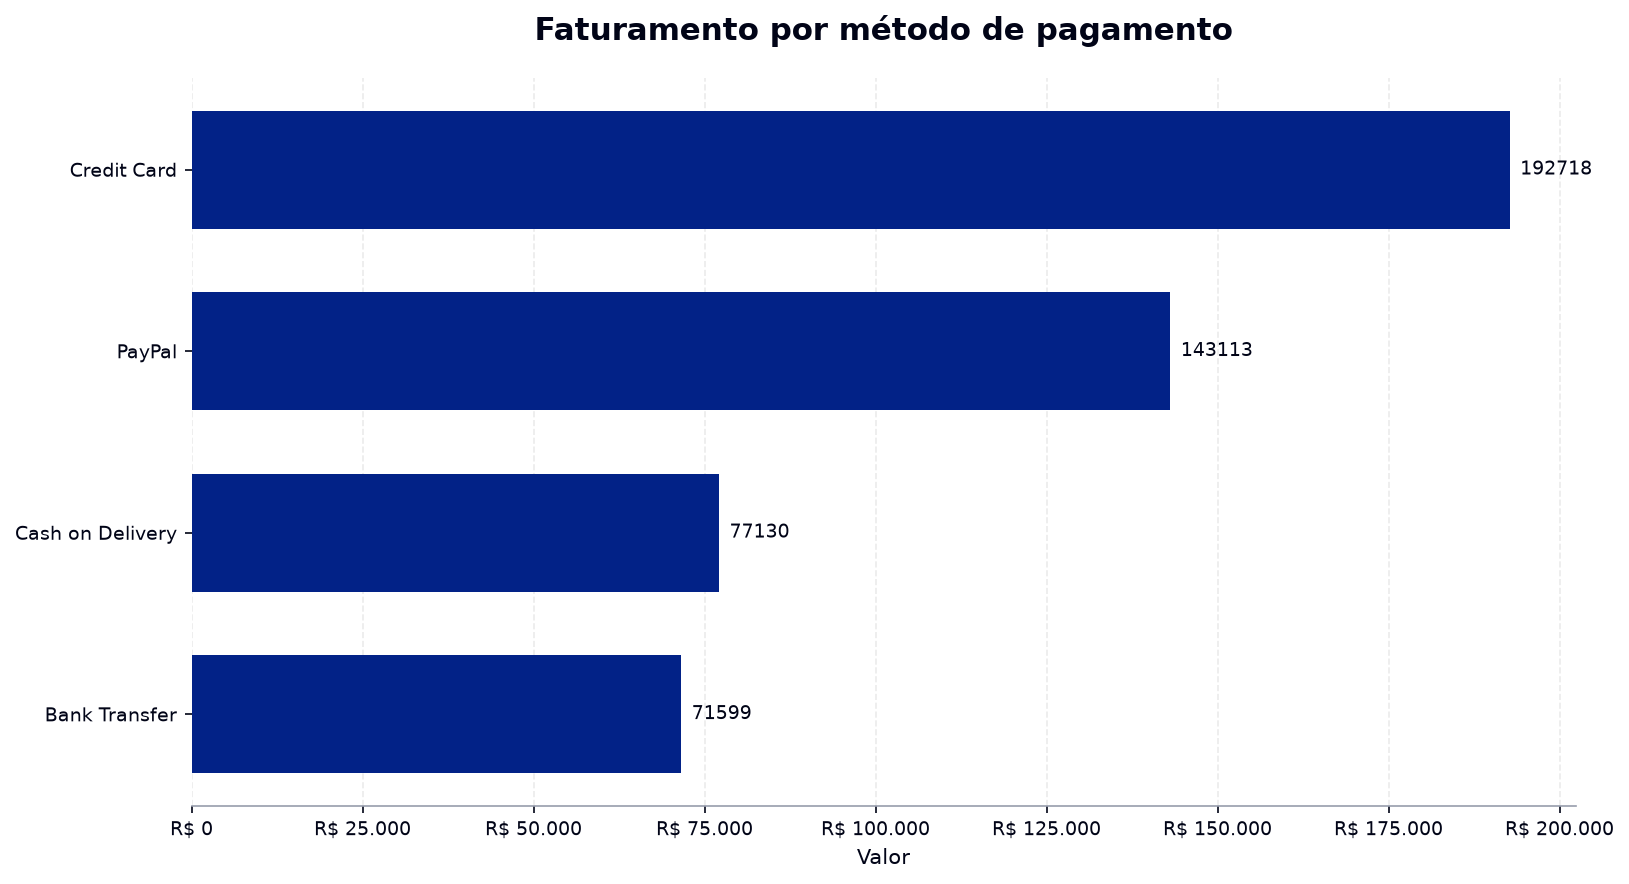 Faturamento por método de pagamento
Credit Card
192718
PayPal
143113
Cash on Delivery
77130
Bank Transfer
71599
R$ 0
R$ 25.000
R$ 50.000
R$ 75.000
R$ 100.000
R$ 125.000
R$ 150.000
R$ 175.000
R$ 200.000
Valor